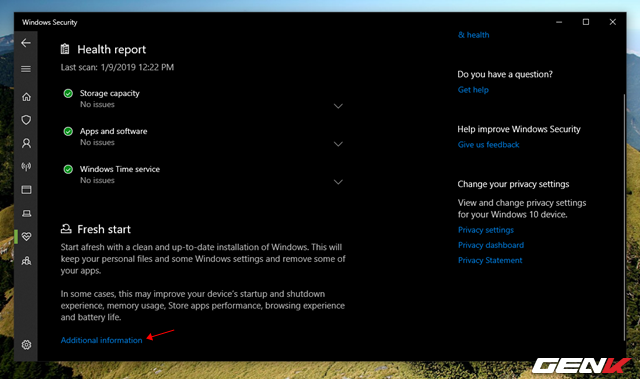 Windows Security
Health report
Last scan: 1/9/2019 12:22 PM
Storage capacity
No issues
Apps and software
No issues
Windows Time service
No issues
Fresh start
Start afresh with a clean and up-to-date installation of Windows. This will
keep your personal files and some Windows settings and remove some of
your apps.
In some cases, this may improve your device's startup and shutdown
experience, memory usage, Store apps performance, browsing experience
and battery life.
Additional information
& health
Do you have a question?
Get help
Help improve Windows Security
Give us feedback
Change your privacy settings
View and change privacy settings
for your Windows 10 device.
Privacy settings
Privacy dashboard
Privacy Statement
GENK